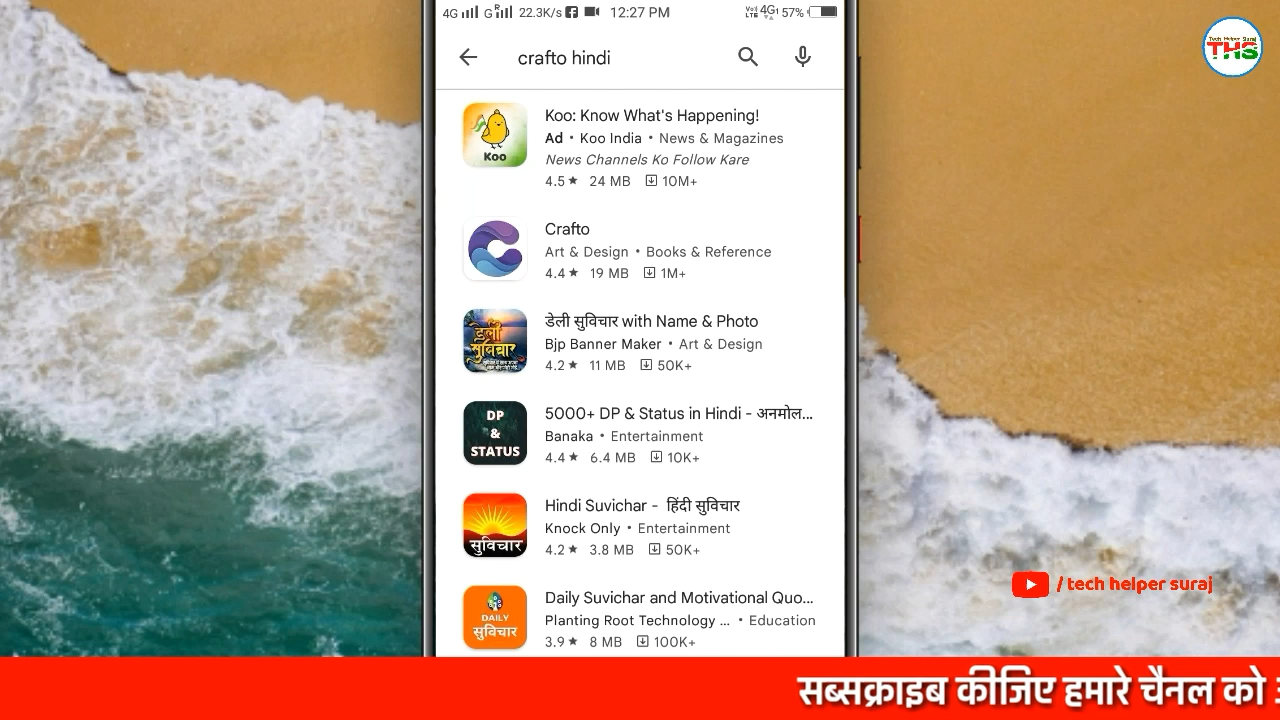 4G G R 22.3K/s 12:27 PM VoLTE 4G 57%
Tech Helper Suraj
THS
crafto hindi
Koo: Know What's Happening!
Ad • Koo India • News & Magazines
News Channels Ko Follow Kare
4.5★ 24 MB 10M+
Koo
Crafto
Art & Design • Books & Reference
4.4★ 19 MB 1M+
डेली सुविचार with Name & Photo
Bjp Banner Maker • Art & Design
4.2★ 11 MB 50K+
डेली
सुविचार
5000+ DP & Status in Hindi - अनमोल...
Banaka • Entertainment
4.4★ 6.4 MB 10K+
DP
&
STATUS
Hindi Suvichar - हिंदी सुविचार
Knock Only • Entertainment
4.2★ 3.8 MB 50K+
सुविचार
Daily Suvichar and Motivational Quo...
Planting Root Technology ... • Education
3.9★ 8 MB 100K+
DAILY
सुविचार
/ tech helper suraj
सब्सक्राइब कीजिए हमारे चैनल को